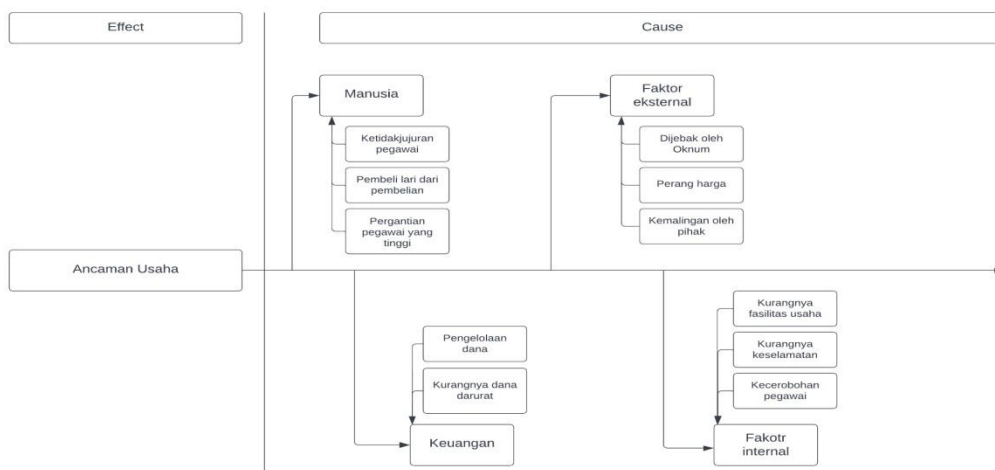 Effect
Cause
Manusia
Ketidakjujuran
pegawai
Pembeli lari dari
pembelian
Pergantian
pegawai yang
tinggi
Faktor
eksternal
Dijebak oleh
Oknum
Perang harga
Kemalingan oleh
pihak
Ancaman Usaha
Pengelolaan
dana
Kurangnya dana
darurat
Keuangan
Kurangnya
fasilitas usaha
Kurangnya
keselamatan
Kecerobohan
pegawai
Fakotr
internal